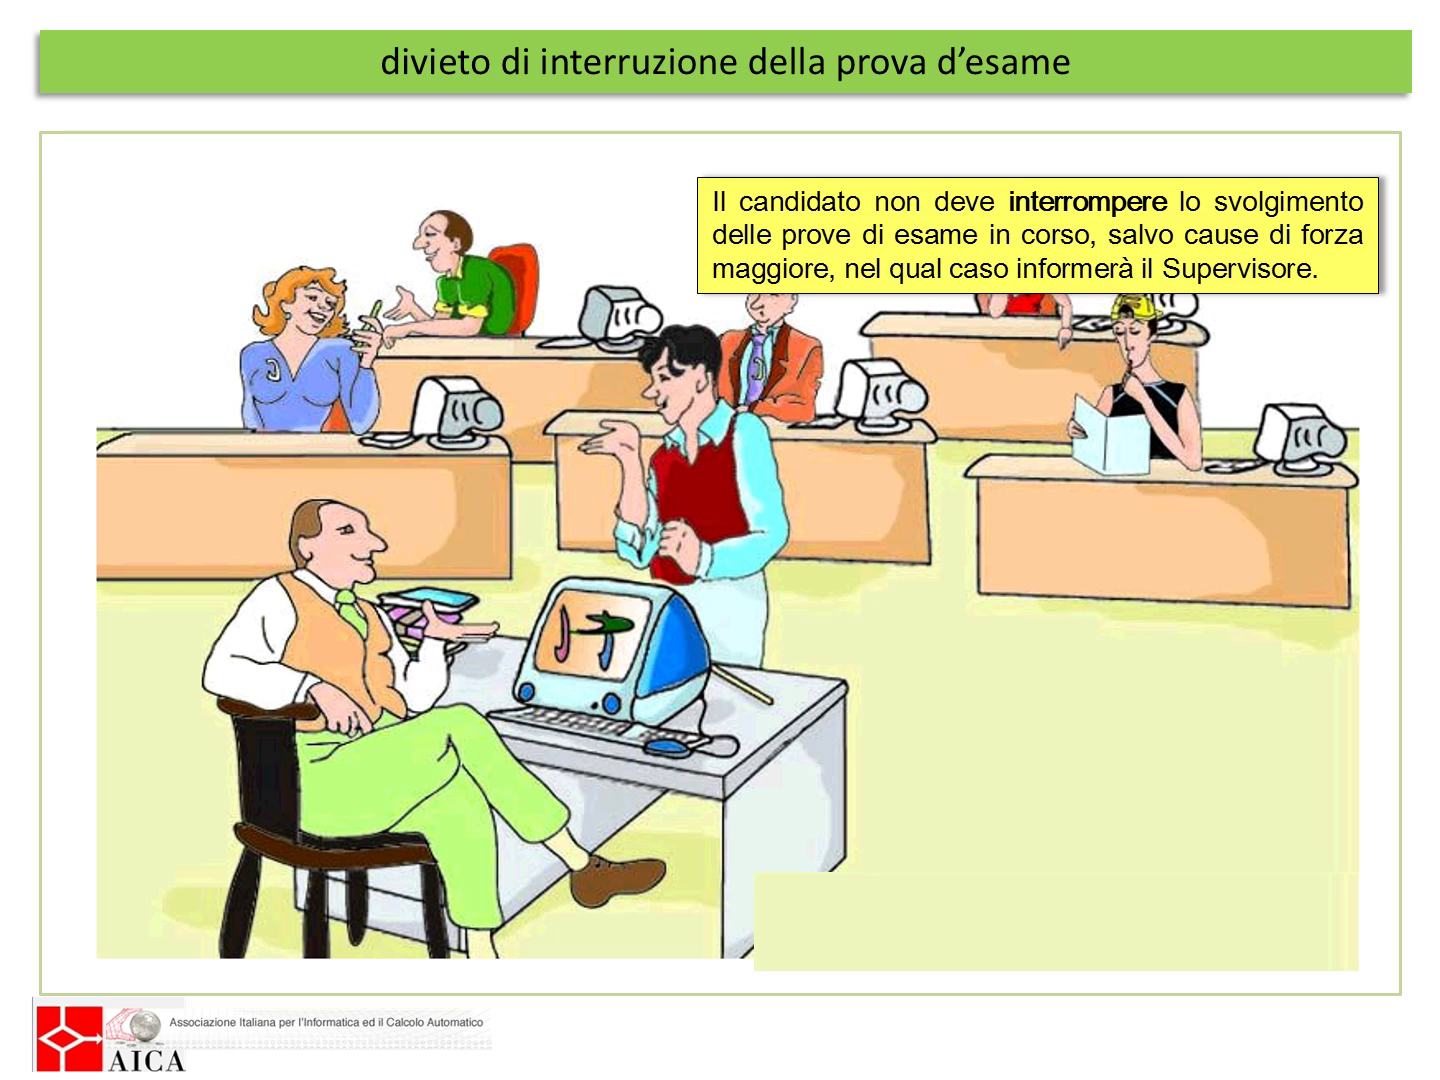 divieto di interruzione della prova d’esame
Il candidato non deve interrompere lo svolgimento
delle prove di esame in corso, salvo cause di forza
maggiore, nel qual caso informerà il Supervisore.
Associazione Italiana per l'Informatica ed il Calcolo Automatico
AICA